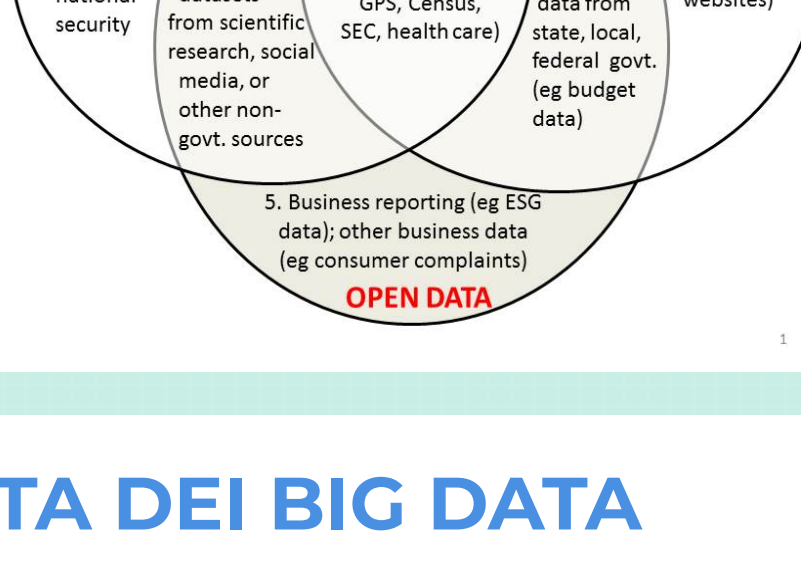 security
from scientific
research, social
media, or
other non-
govt. sources
GPS, Census,
SEC, health care)
data from
state, local,
federal govt.
(eg budget
data)
websites)
5. Business reporting (eg ESG
data); other business data
(eg consumer complaints)
OPEN DATA
1
TA DEI BIG DATA